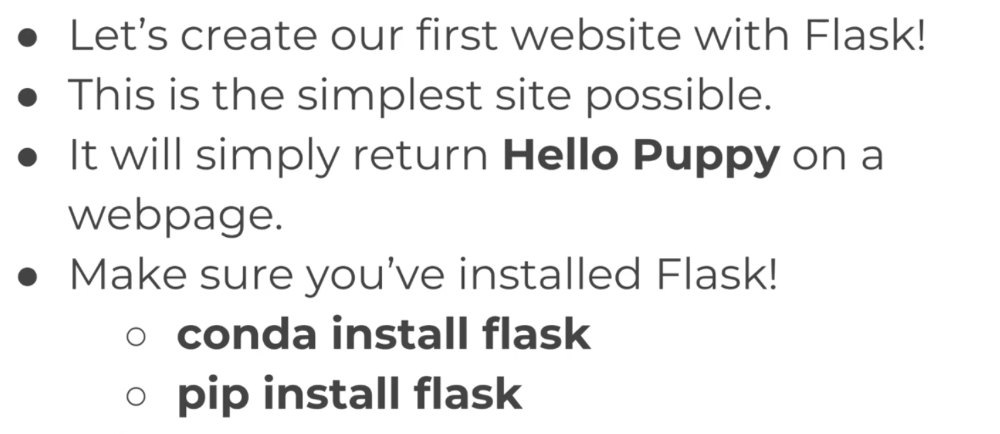 ● Let’s create our first website with Flask!
● This is the simplest site possible.
● It will simply return Hello Puppy on a
webpage.
● Make sure you’ve installed Flask!
○ conda install flask
○ pip install flask